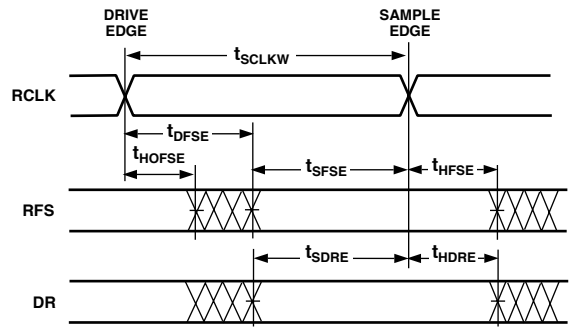 DRIVE
EDGE
SAMPLE
EDGE
tSCLKW
RCLK
tDFSE
tHOFSE
tSFSE
tHFSE
RFS
tSDRE
tHDRE
DR